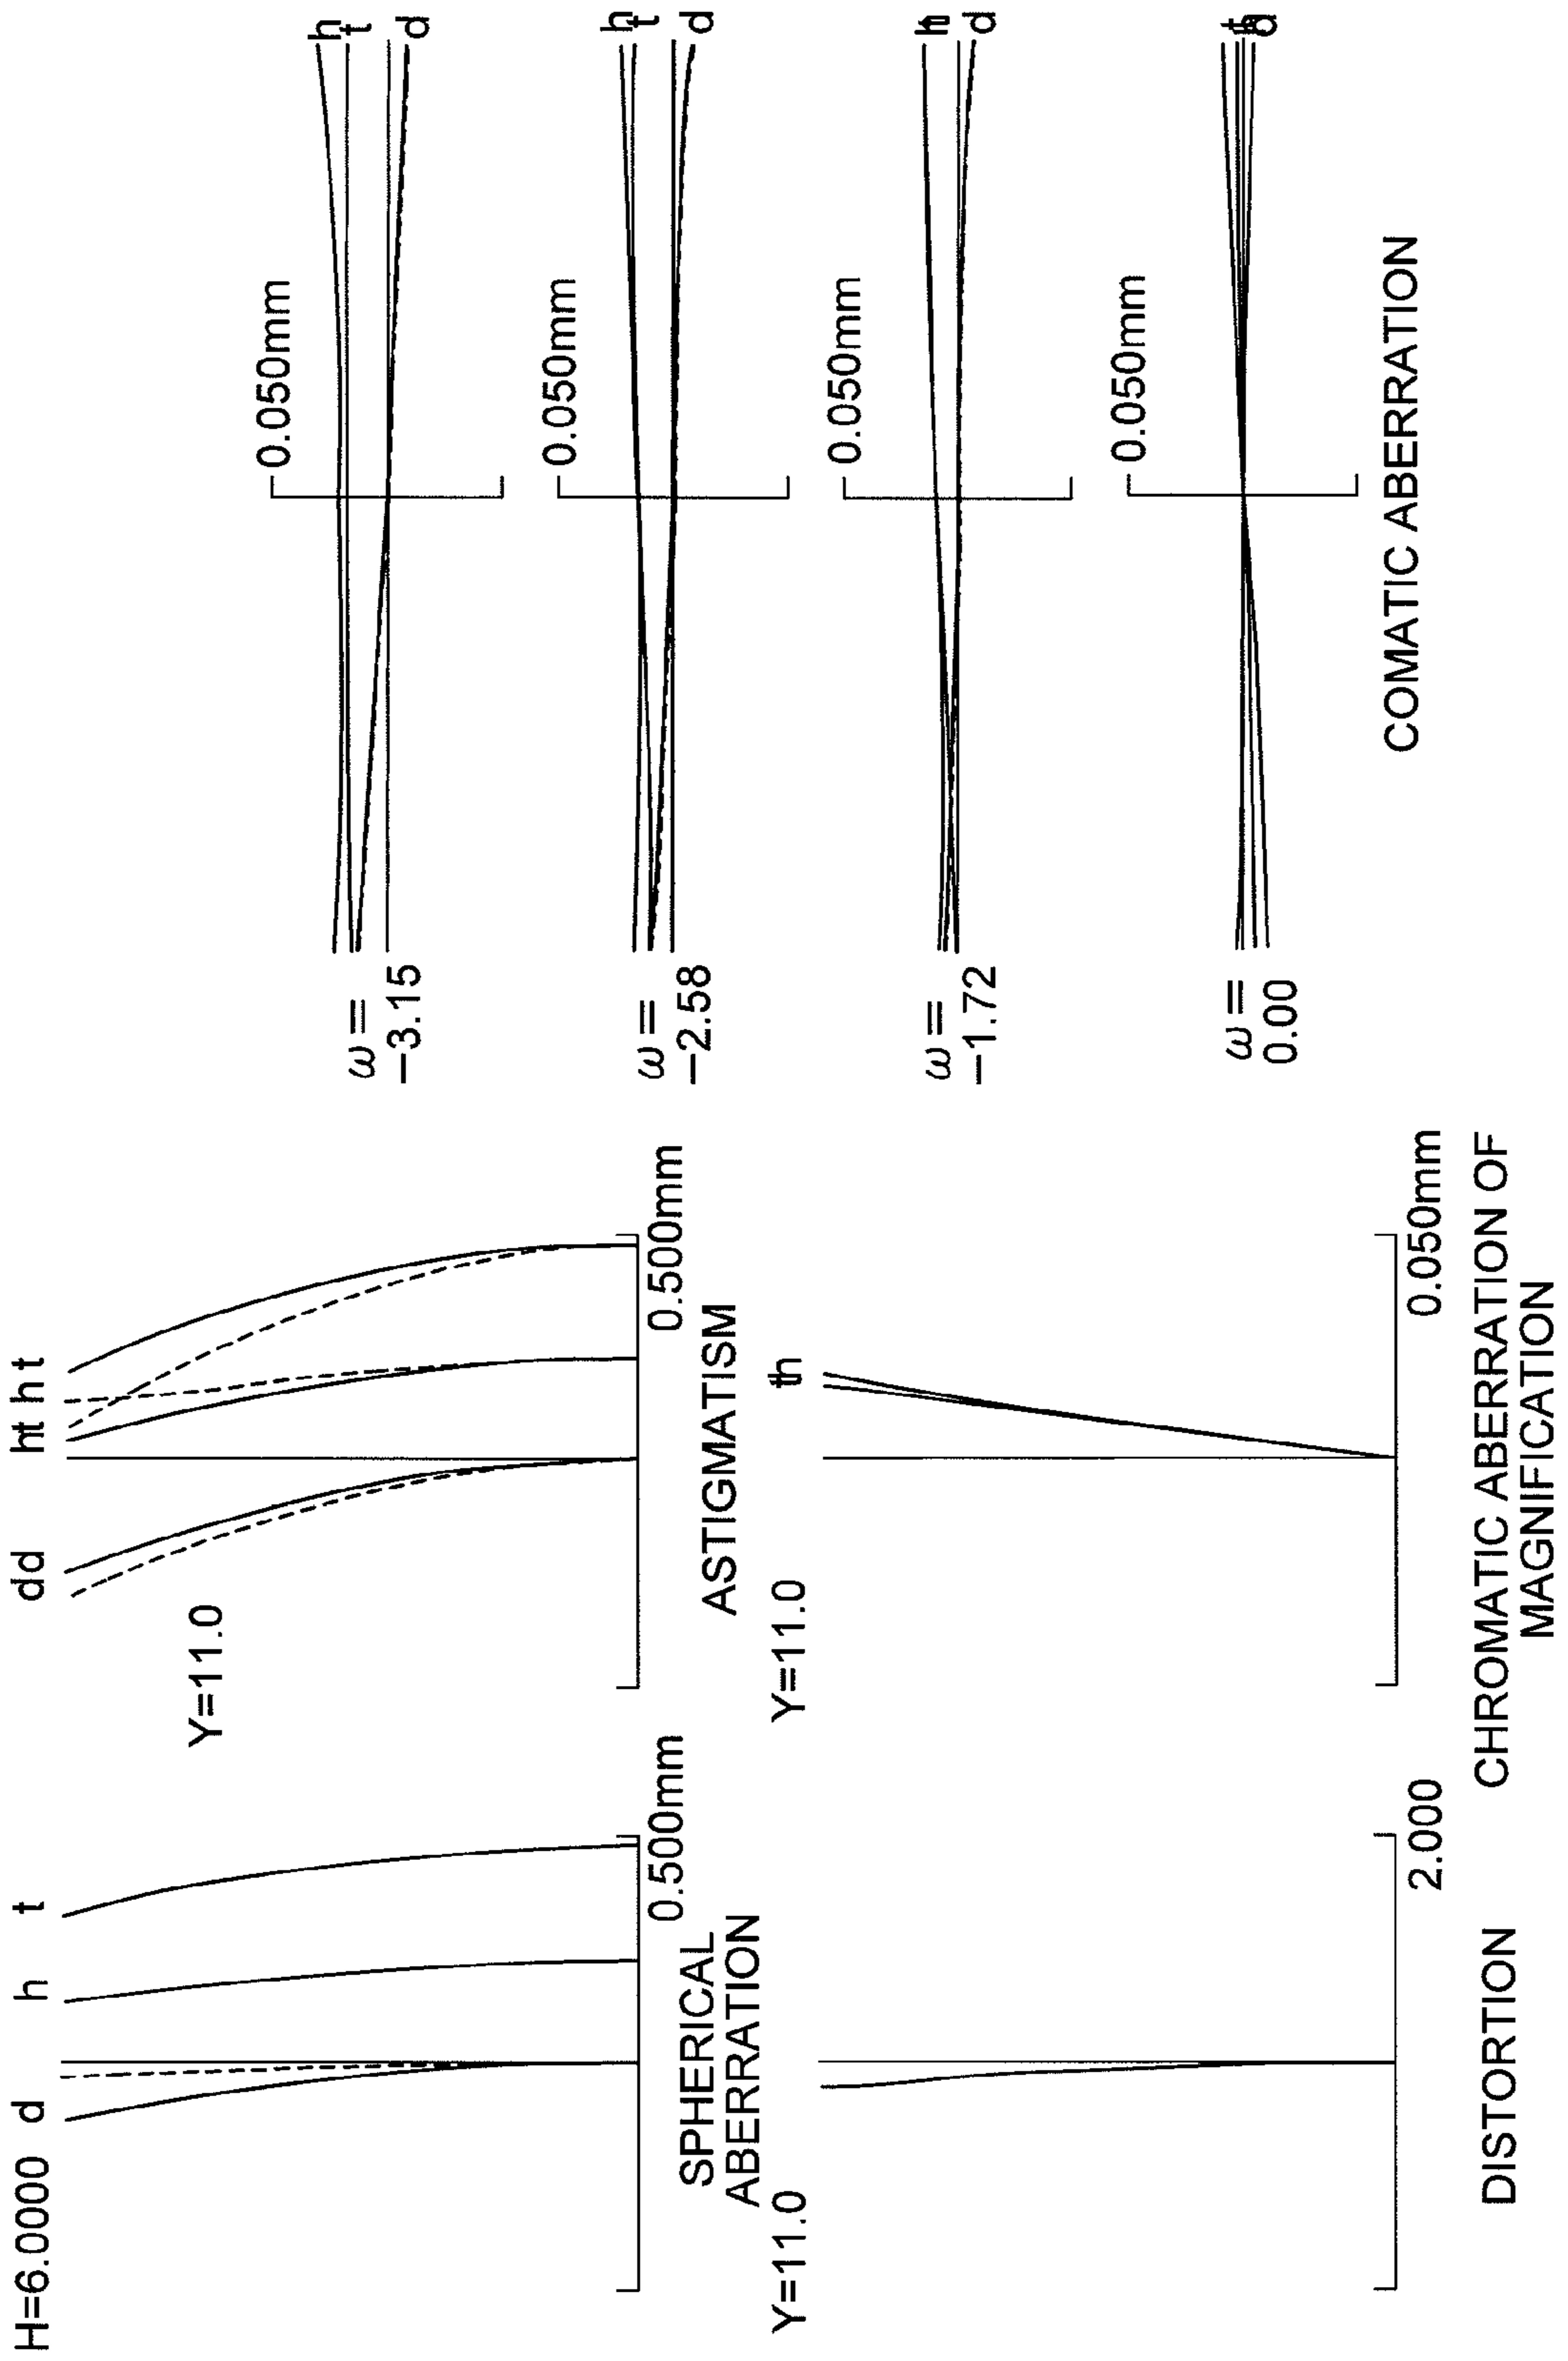 H=6.0000
d
h
t
0.500mm
SPHERICAL
ABERRATION
dd
ht
h
t
Y=11.0
0.500mm
ASTIGMATISM
Y=11.0
2.000
DISTORTION
Y=11.0
th
0.050mm
CHROMATIC ABERRATION OF
MAGNIFICATION
ω=
−3.15
0.050mm
h
t
d
ω=
−2.58
0.050mm
h
t
d
ω=
−1.72
0.050mm
d
ω=
0.00
0.050mm
COMATIC ABERRATION